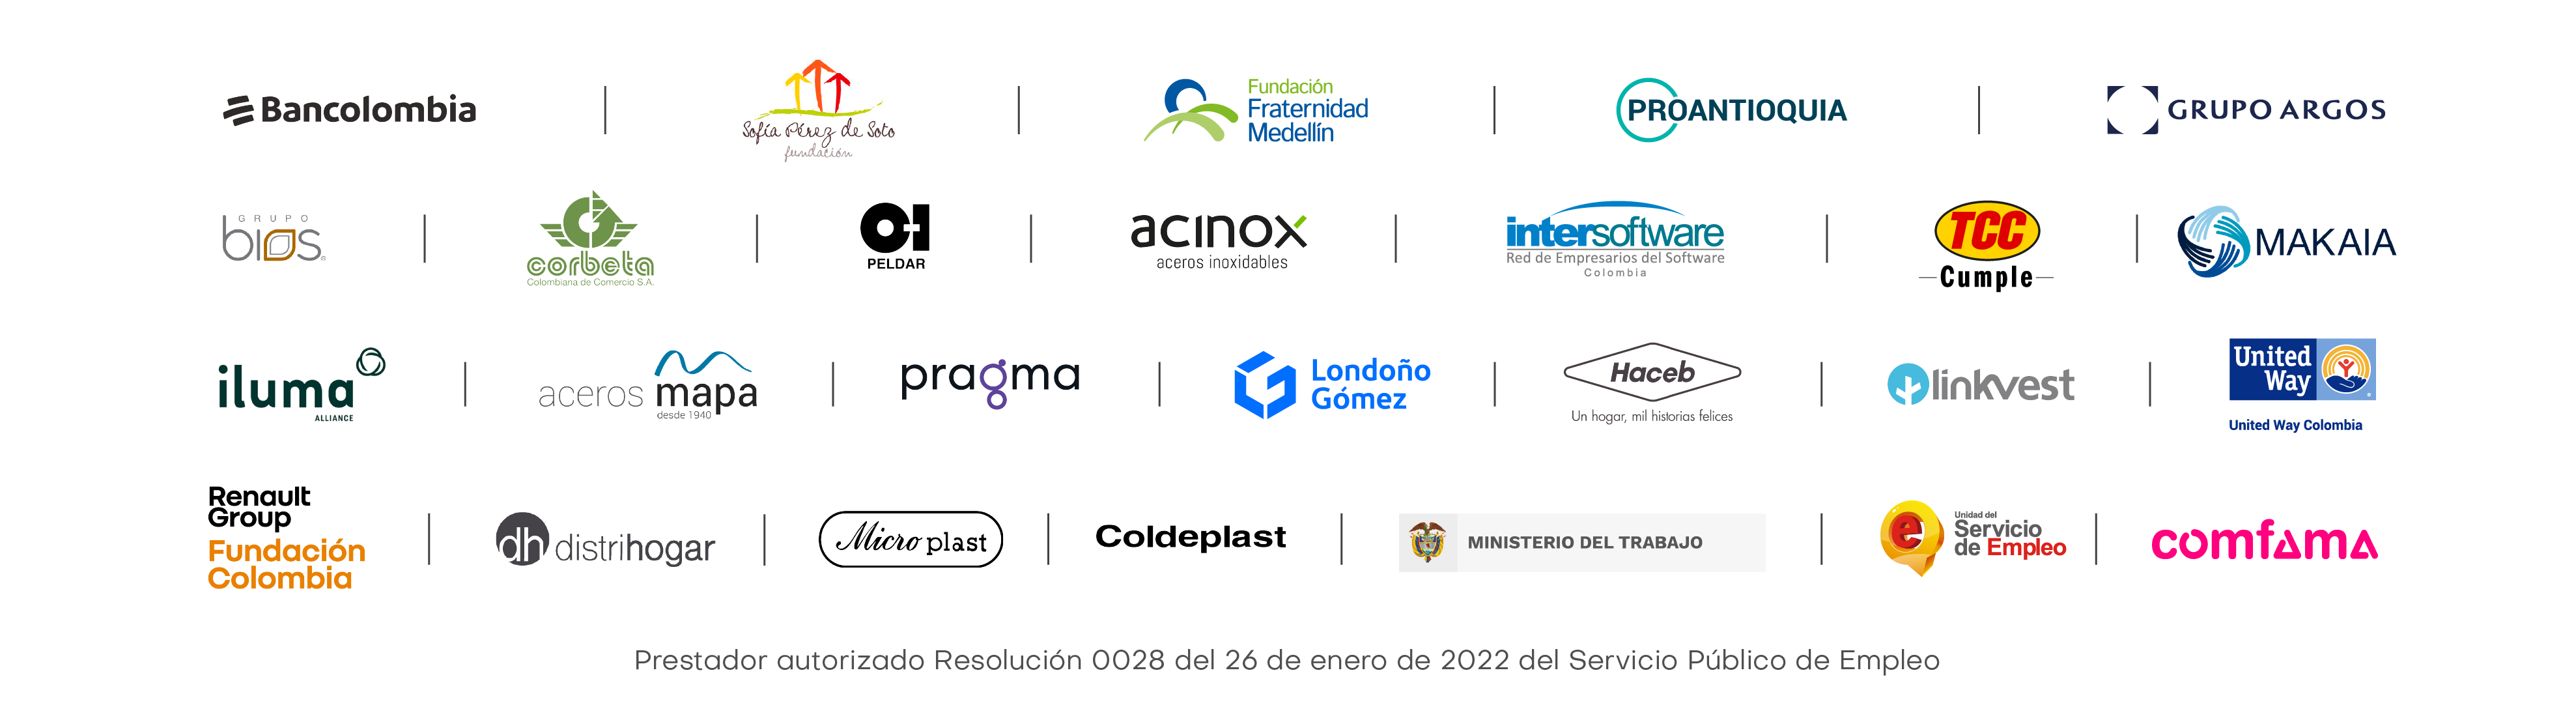 Bancolombia
Sofía Pérez de Soto
fundación
Fundación
Fraternidad
Medellín
PROANTIOQUIA
GRUPO ARGOS
GRUPO
bios
corbeta
Colombiana de Comercio S.A.
PELDAR
acinox
aceros inoxidables
intersoftware
Red de Empresarios del Software
Colombia
TCC
Cumple
MAKAIA
iluma
ALLIANCE
aceros mapa
desde 1940
pragma
Londoño
Gómez
Haceb
Un hogar, mil historias felices
linkvest
United
Way
United Way Colombia
Renault
Group
Fundación
Colombia
dh distrihogar
Microplast
Coldeplast
MINISTERIO DEL TRABAJO
e
Unidad del
Servicio
de Empleo
comfama
Prestador autorizado Resolución 0028 del 26 de enero de 2022 del Servicio Público de Empleo